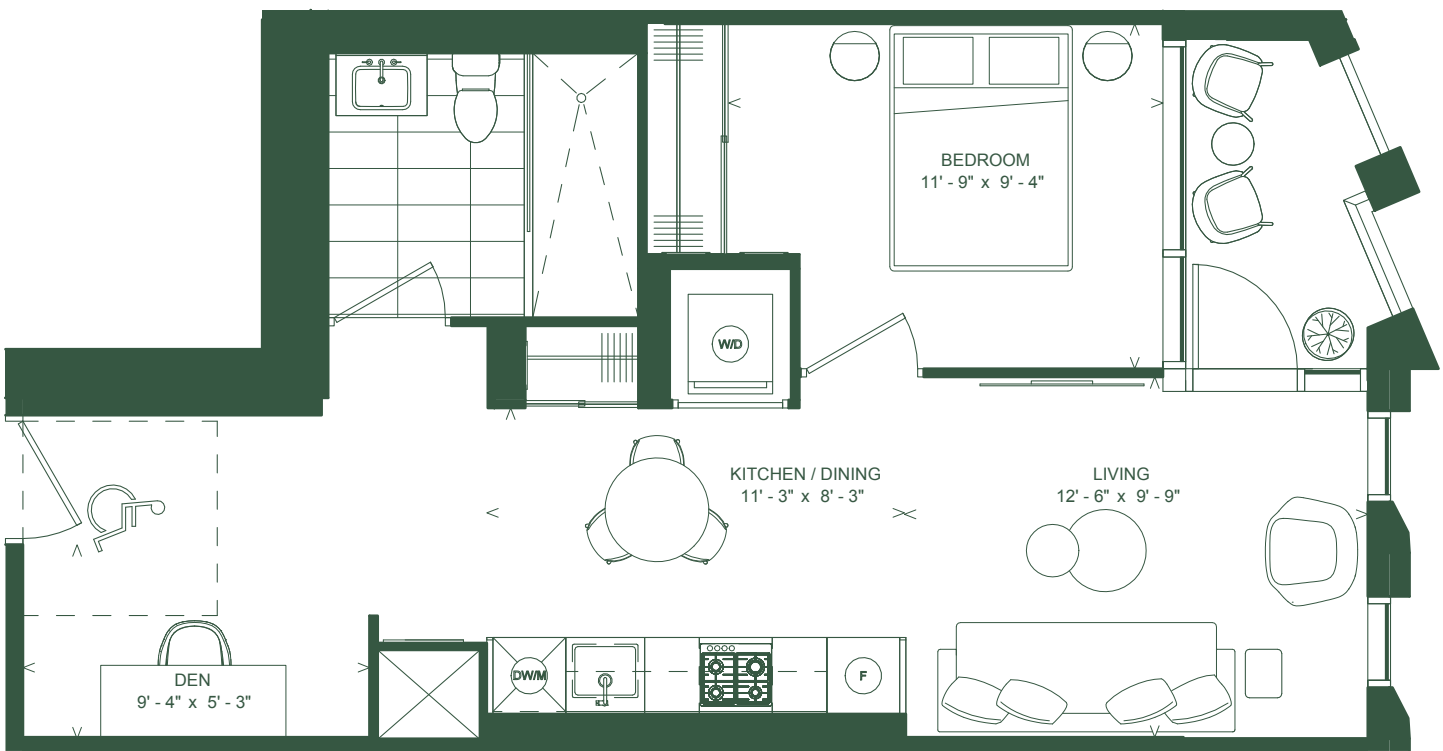 BEDROOM
11' - 9" x 9' - 4"
W/D
KITCHEN / DINING
11' - 3" x 8' - 3"
LIVING
12' - 6" x 9' - 9"
DEN
9' - 4" x 5' - 3"
DW/M
F